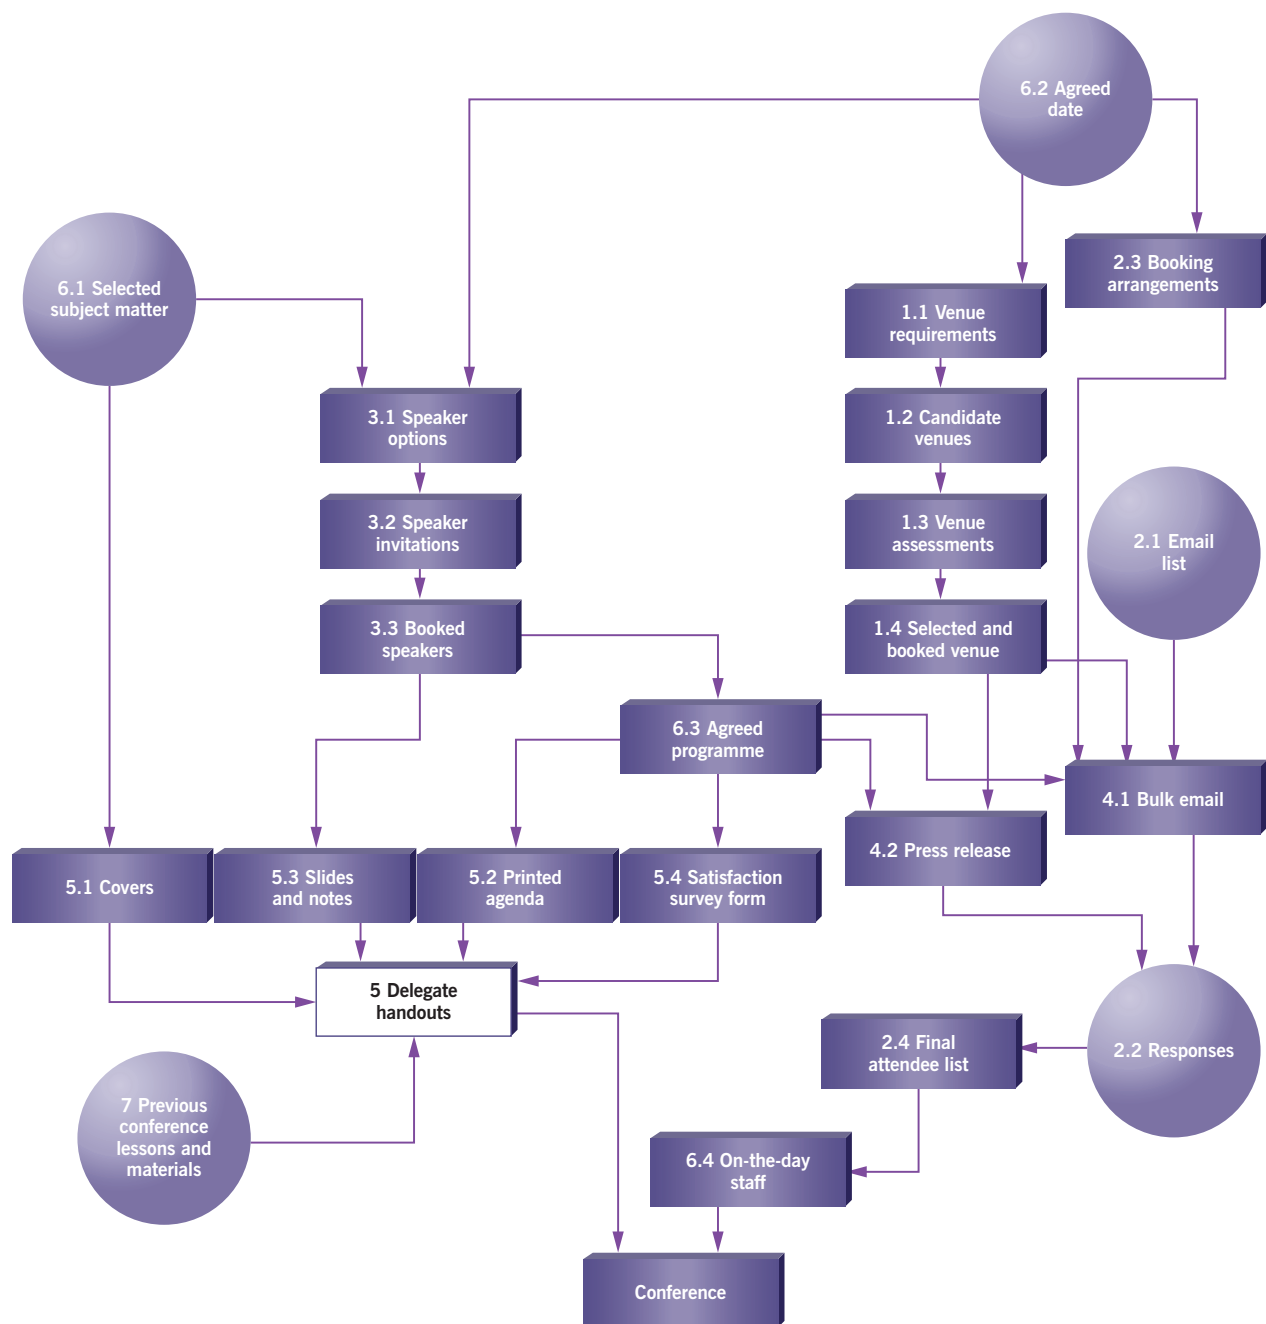 6.2 Agreed
date
2.3 Booking
arrangements
6.1 Selected
subject matter
1.1 Venue
requirements
3.1 Speaker
options
1.2 Candidate
venues
3.2 Speaker
invitations
1.3 Venue
assessments
2.1 Email
list
3.3 Booked
speakers
1.4 Selected and
booked venue
6.3 Agreed
programme
4.1 Bulk email
4.2 Press release
5.1 Covers
5.3 Slides
and notes
5.2 Printed
agenda
5.4 Satisfaction
survey form
5 Delegate
handouts
2.4 Final
attendee list
2.2 Responses
7 Previous
conference
lessons and
materials
6.4 On-the-day
staff
Conference